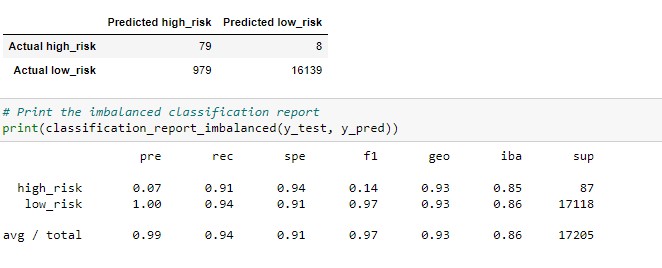 Predicted high_risk Predicted low_risk
Actual high_risk 79 8
Actual low_risk 979 16139
# Print the imbalanced classification report
print(classification_report_imbalanced(y_test, y_pred))
pre rec spe f1 geo iba sup
high_risk 0.07 0.91 0.94 0.14 0.93 0.85 87
low_risk 1.00 0.94 0.91 0.97 0.93 0.86 17118
avg / total 0.99 0.94 0.91 0.97 0.93 0.86 17205